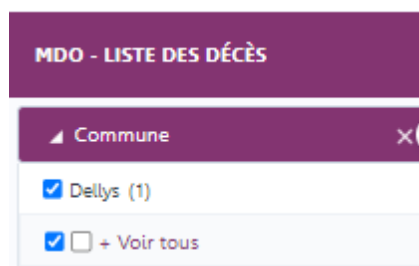 MDO - LISTE DES DÉCÈS
Commune
Dellys (1)
+ Voir tous